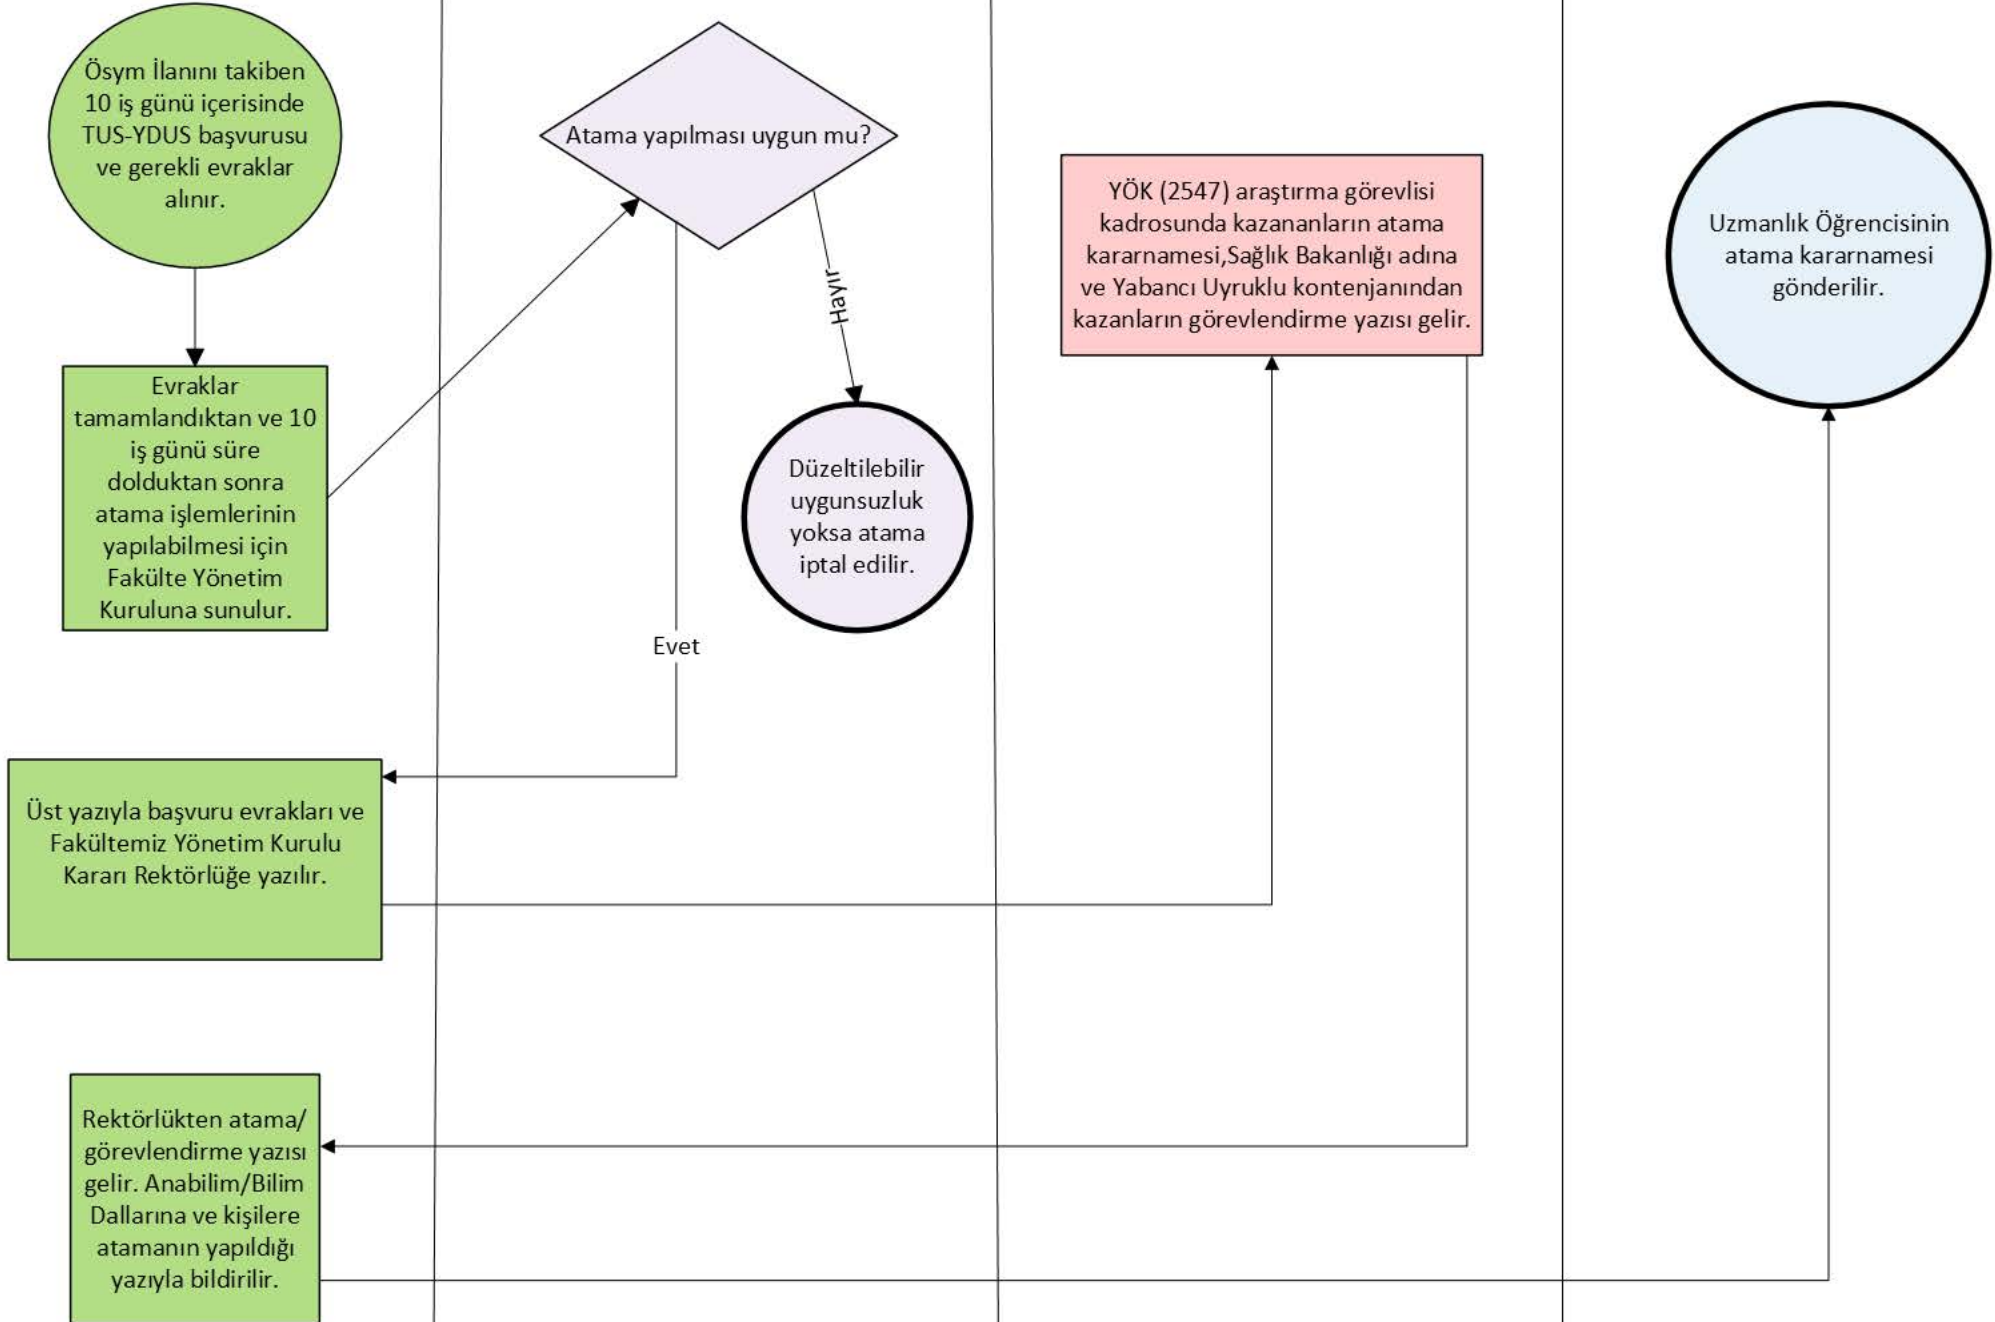 Ösym İlanını takiben
10 iş günü içerisinde
TUS-YDUS başvurusu
ve gerekli evraklar
alınır.
Evraklar
tamamlandıktan ve 10
iş günü süre
dolduktan sonra
atama işlemlerinin
yapılabilmesi için
Fakülte Yönetim
Kuruluna sunulur.
Atama yapılması uygun mu?
Hayır
Düzeltilebilir
uygunsuzluk
yoksa atama
iptal edilir.
Evet
Üst yazıyla başvuru evrakları ve
Fakültemiz Yönetim Kurulu
Kararı Rektörlüğe yazılır.
YÖK (2547) araştırma görevlisi
kadrosunda kazananların atama
kararnamesi,Sağlık Bakanlığı adına
ve Yabancı Uyruklu kontenjanından
kazanların görevlendirme yazısı gelir.
Rektörlükten atama/
görevlendirme yazısı
gelir. Anabilim/Bilim
Dallarına ve kişilere
atamanın yapıldığı
yazıyla bildirilir.
Uzmanlık Öğrencisinin
atama kararnamesi
gönderilir.